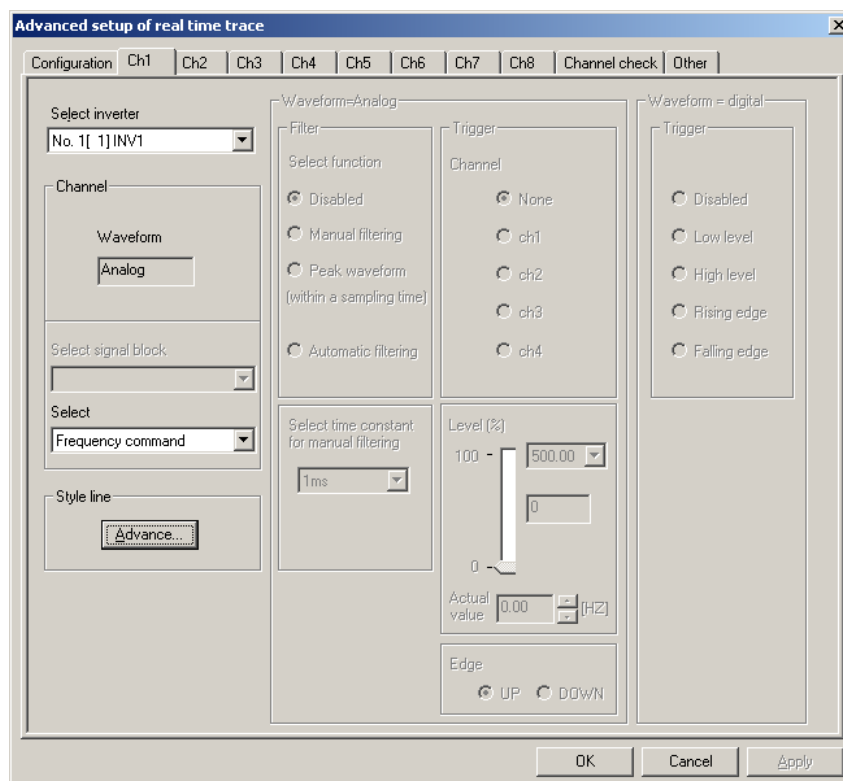 Advanced setup of real time trace
Configuration Ch1 Ch2 Ch3 Ch4 Ch5 Ch6 Ch7 Ch8 Channel check Other
Select inverter
No. 1[ 1] INV1
Channel
Waveform
Analog
Select signal block
Select
Frequency command
Style line
Advance...
Waveform=Analog
Filter
Select function
Disabled
Manual filtering
Peak waveform
(within a sampling time)
Automatic filtering
Select time constant
for manual filtering
1ms
Trigger
Channel
None
ch1
ch2
ch3
ch4
Level (%)
100
500.00
0
0
Actual
value
0.00
[HZ]
Edge
UP DOWN
Waveform = digital
Trigger
Disabled
Low level
High level
Rising edge
Falling edge
OK Cancel Apply